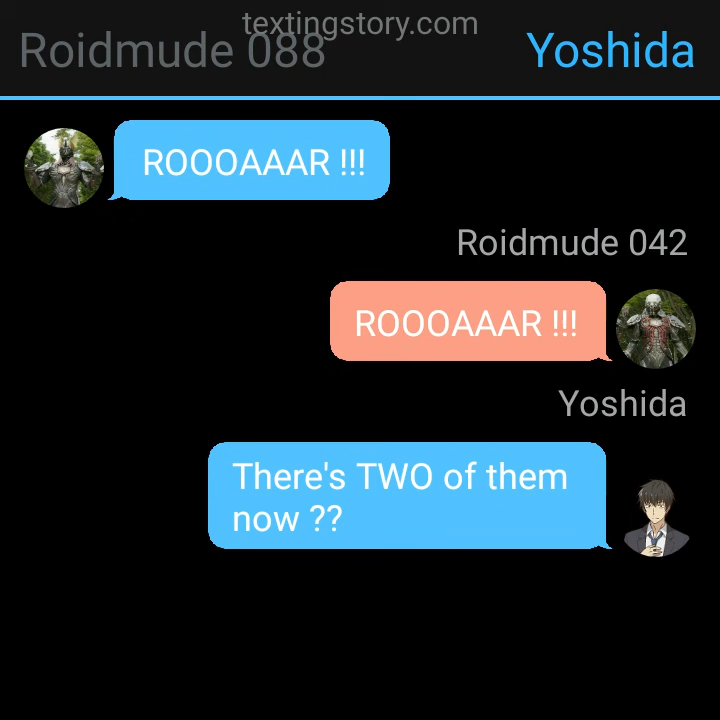 textingstory.com
Roidmude 088
Yoshida
ROOOAAAR !!!
Roidmude 042
ROOOAAAR !!!
Yoshida
There's TWO of them
now ??